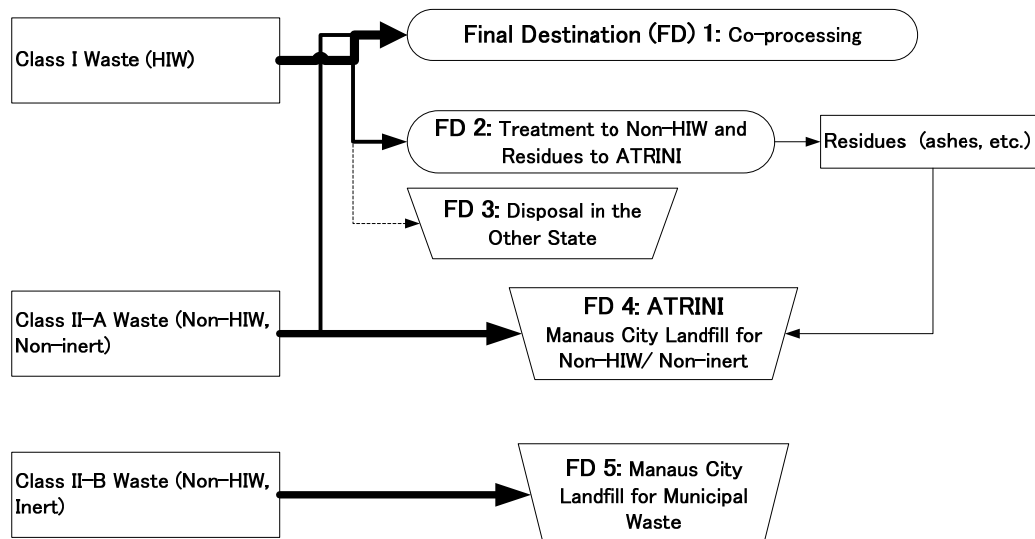 Class I Waste (HIW)
Final Destination (FD) 1: Co-processing
FD 2: Treatment to Non-HIW and
Residues to ATRINI
Residues (ashes, etc.)
FD 3: Disposal in the
Other State
Class II-A Waste (Non-HIW,
Non-inert)
FD 4: ATRINI
Manaus City Landfill for
Non-HIW/ Non-inert
Class II-B Waste (Non-HIW,
Inert)
FD 5: Manaus City
Landfill for Municipal
Waste